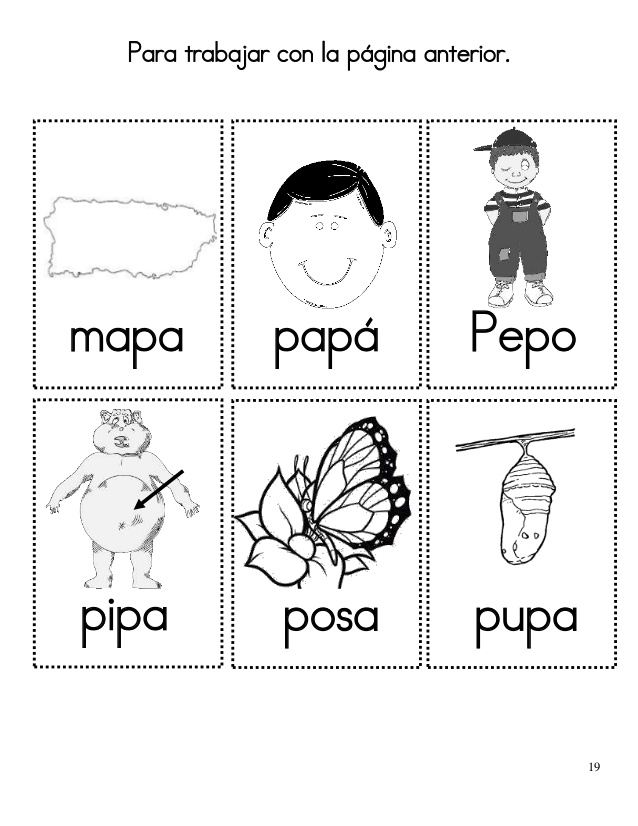 Para trabajar con la página anterior.
mapa papá Pepo
pipa posa pupa
19